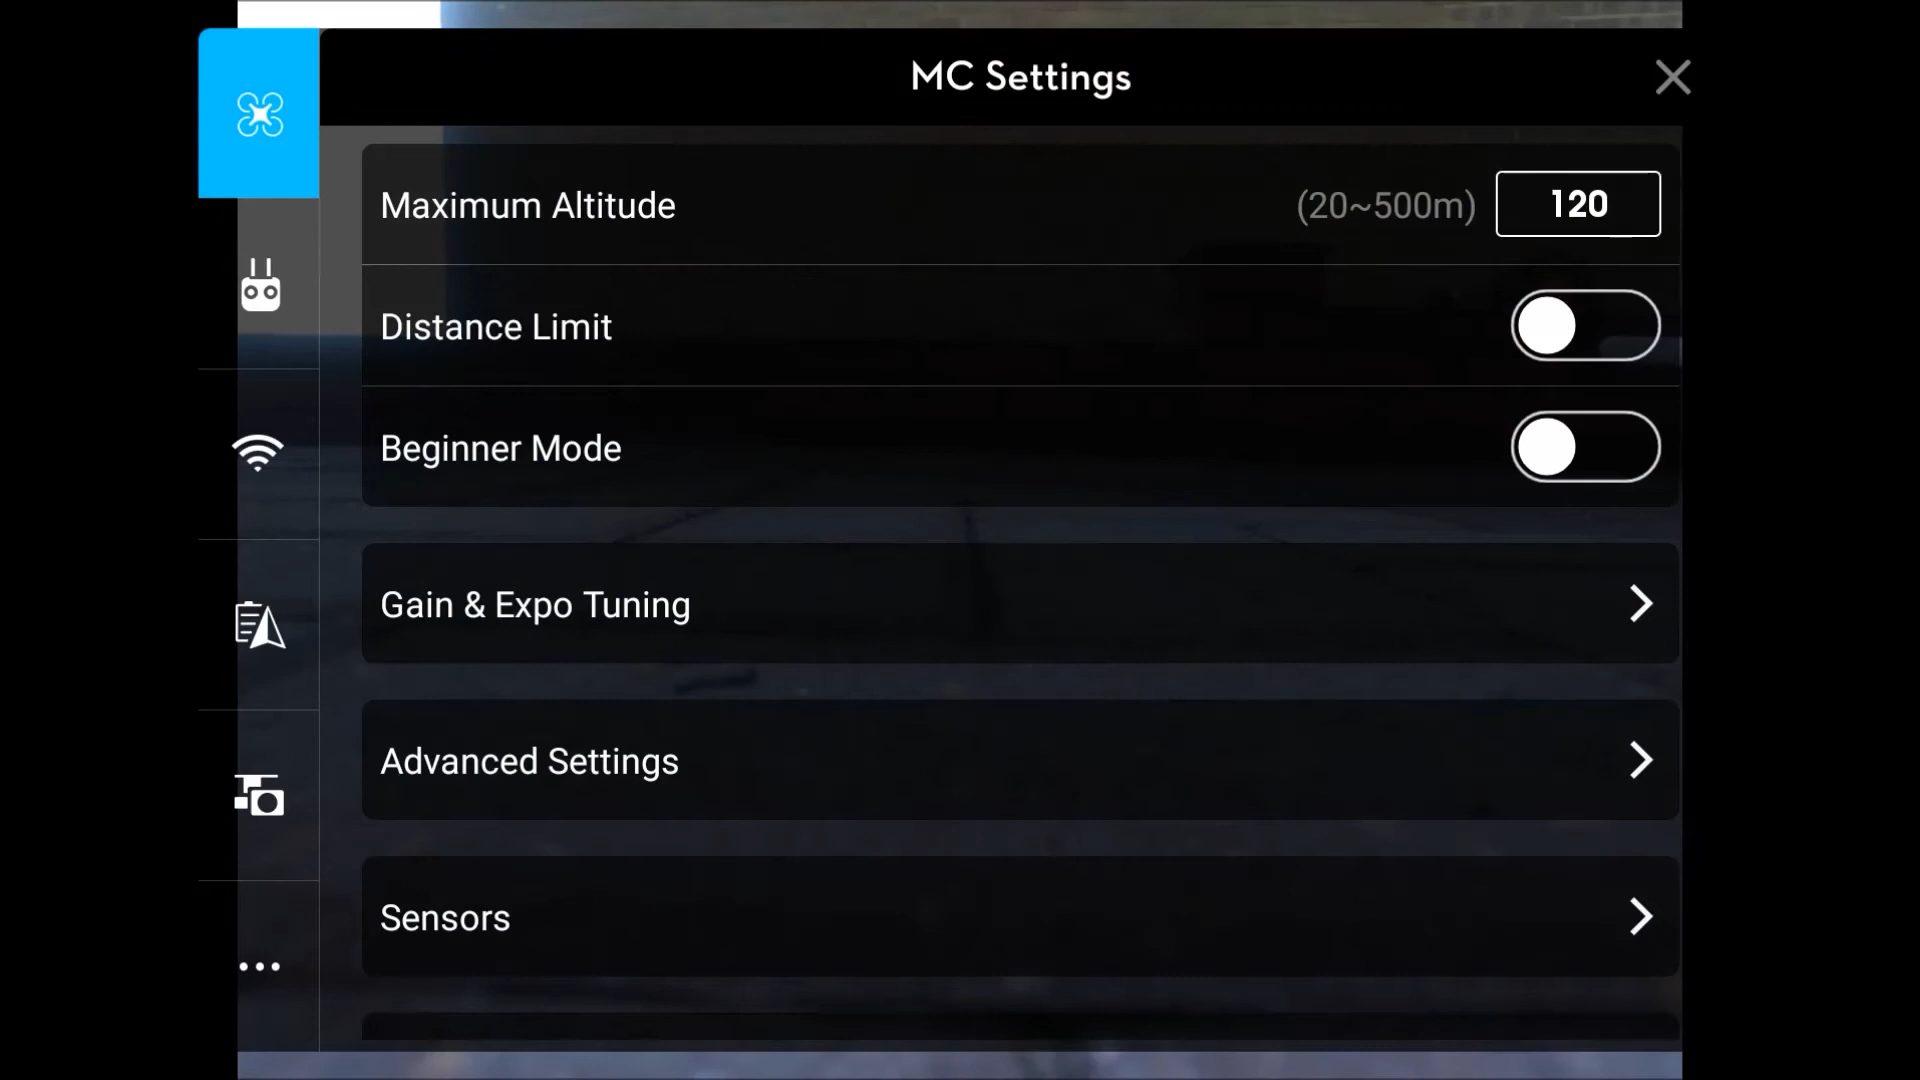 MC Settings
Maximum Altitude (20~500m) 120
Distance Limit
Beginner Mode
Gain & Expo Tuning
Advanced Settings
Sensors